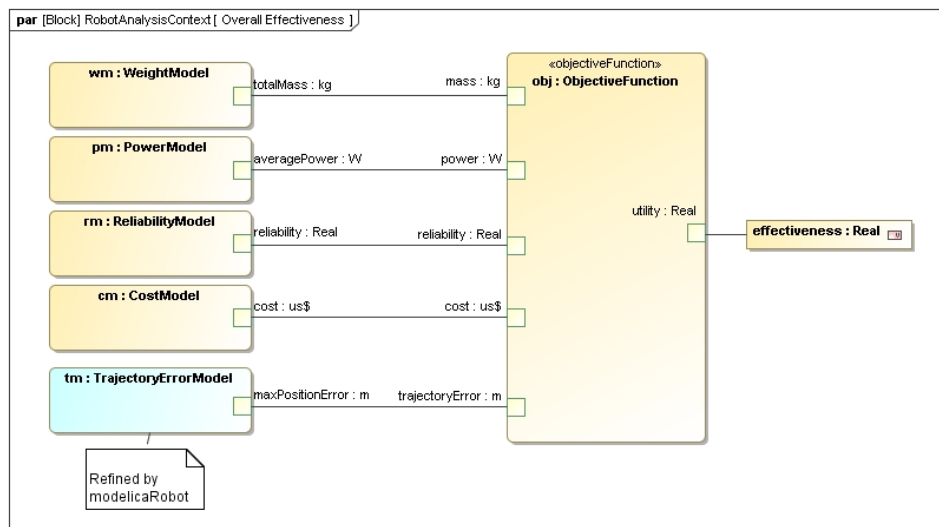 par [Block] RobotAnalysisContext [ Overall Effectiveness ]
wm : WeightModel
totalMass : kg
mass : kg
«objectiveFunction»
obj : ObjectiveFunction
pm : PowerModel
averagePower : W
power : W
rm : ReliabilityModel
reliability : Real
reliability : Real
utility : Real
effectiveness : Real
cm : CostModel
cost : us$
cost : us$
tm : TrajectoryErrorModel
maxPositionError : m
trajectoryError : m
Refined by
modelicaRobot